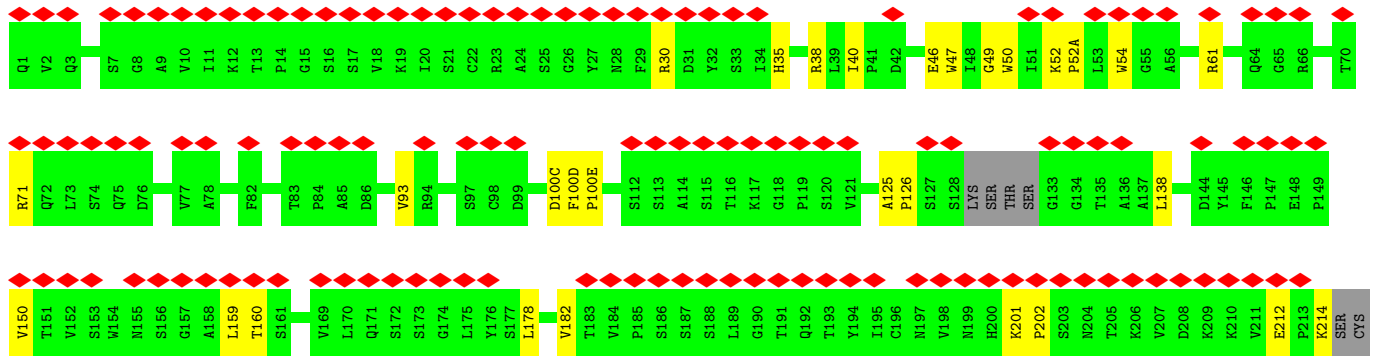 Q1 V2 Q3 S7 G8 A9 V10 I11 K12 T13 P14 G15 S16 S17 V18 K19 I20 S21 C22 R23 A24 S25 G26 Y27 N28 F29 R30 D31 Y32 S33 I34 H35 R38 L39 I40 P41 D42 E46 W47 I48 G49 W50 I51 K52 P52A L53 W54 G55 A56 R61 Q64 G65 R66 T70
R71 Q72 L73 S74 Q75 D76 V77 A78 F82 T83 P84 A85 D86 V93 R94 S97 C98 D99 D100C F100D P100E S112 S113 A114 S115 T116 K117 G118 P119 S120 V121 A125 P126 S127 S128 LYS SER THR SER G133 G134 T135 A136 A137 L138 D144 Y145 F146 P147 E148 P149
V150 T151 V152 S153 W154 N155 S156 G157 A158 L159 T160 S161 V169 L170 Q171 S172 S173 G174 L175 Y176 S177 L178 V182 T183 V184 P185 S186 S187 S188 L189 G190 T191 Q192 T193 Y194 I195 C196 N197 V198 N199 H200 K201 P202 S203 N204 T205 K206 V207 D208 K209 K210 V211 E212 P213 K214 SER CYS